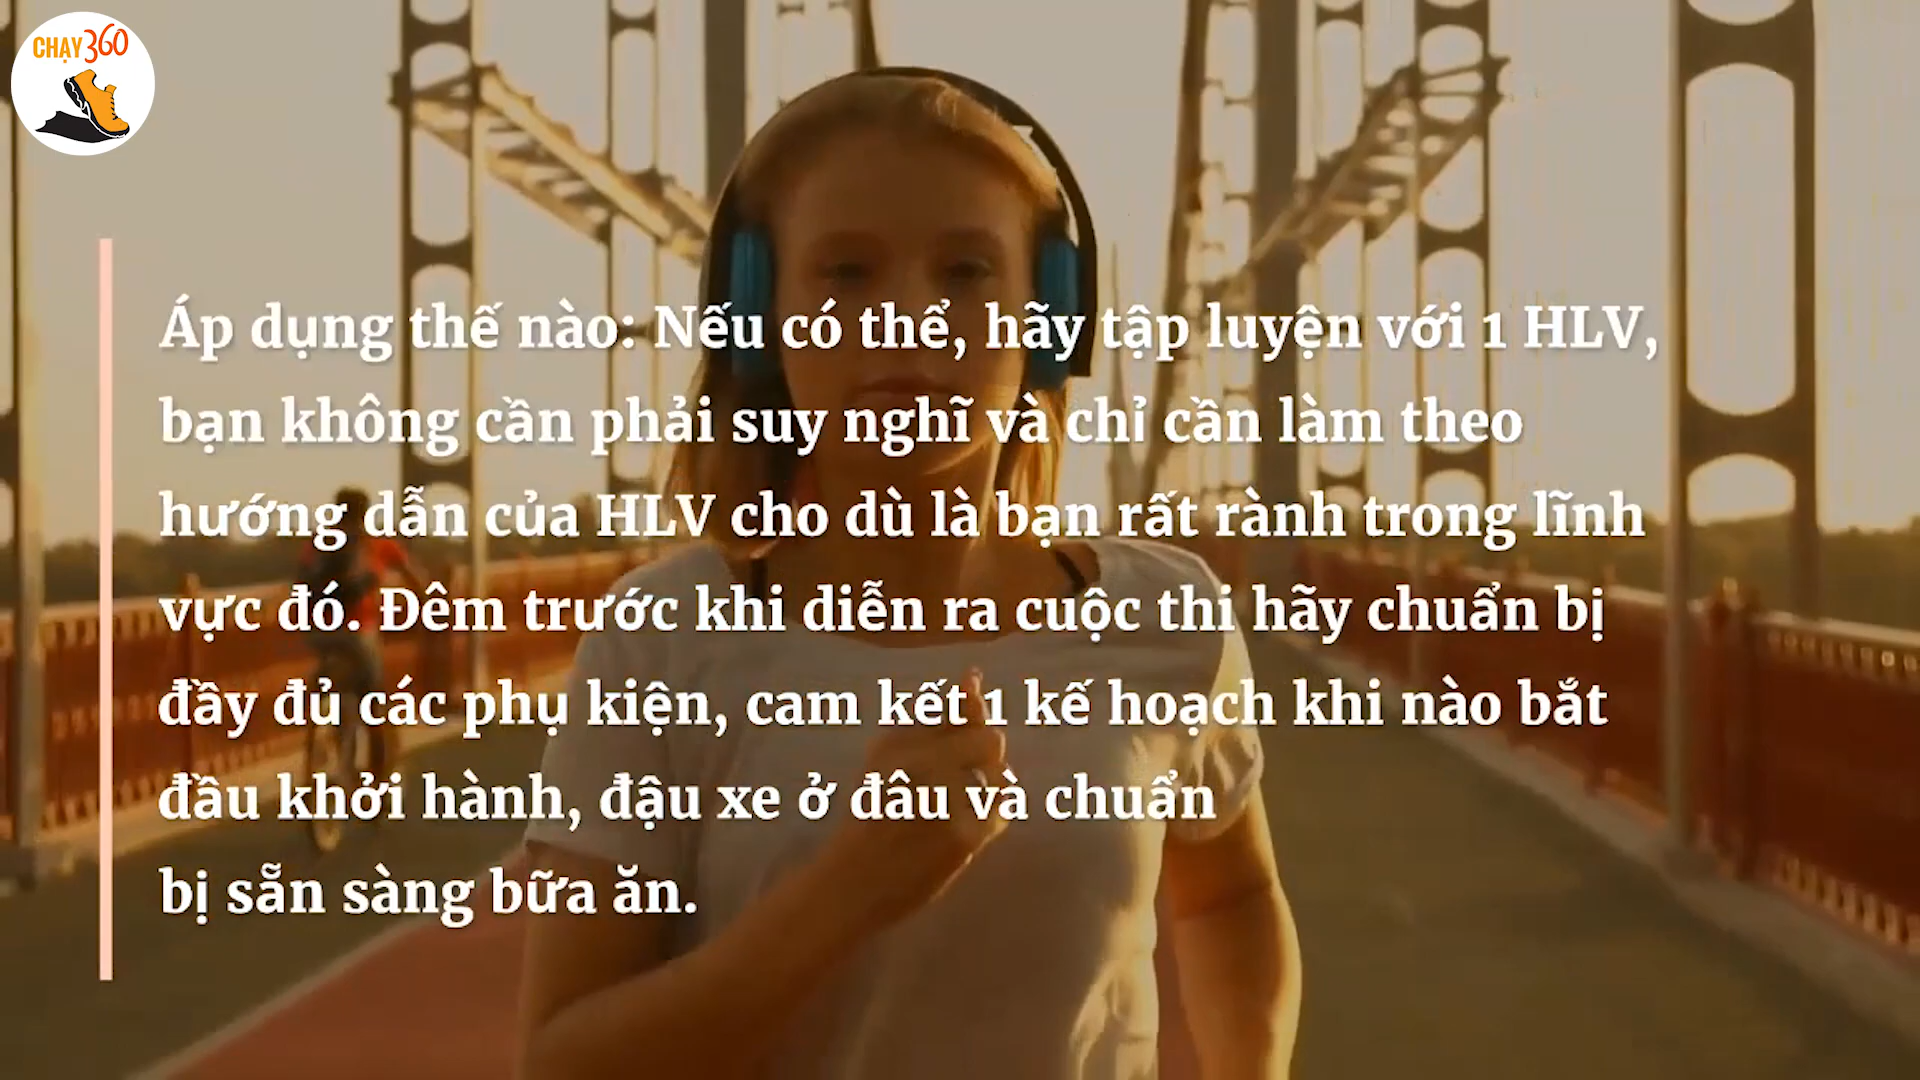 CHẠY 360
Áp dụng thế nào: Nếu có thể, hãy tập luyện với 1 HLV,
bạn không cần phải suy nghĩ và chỉ cần làm theo
hướng dẫn của HLV cho dù là bạn rất rành trong lĩnh
vực đó. Đêm trước khi diễn ra cuộc thi hãy chuẩn bị
đầy đủ các phụ kiện, cam kết 1 kế hoạch khi nào bắt
đầu khởi hành, đậu xe ở đâu và chuẩn
bị sẵn sàng bữa ăn.